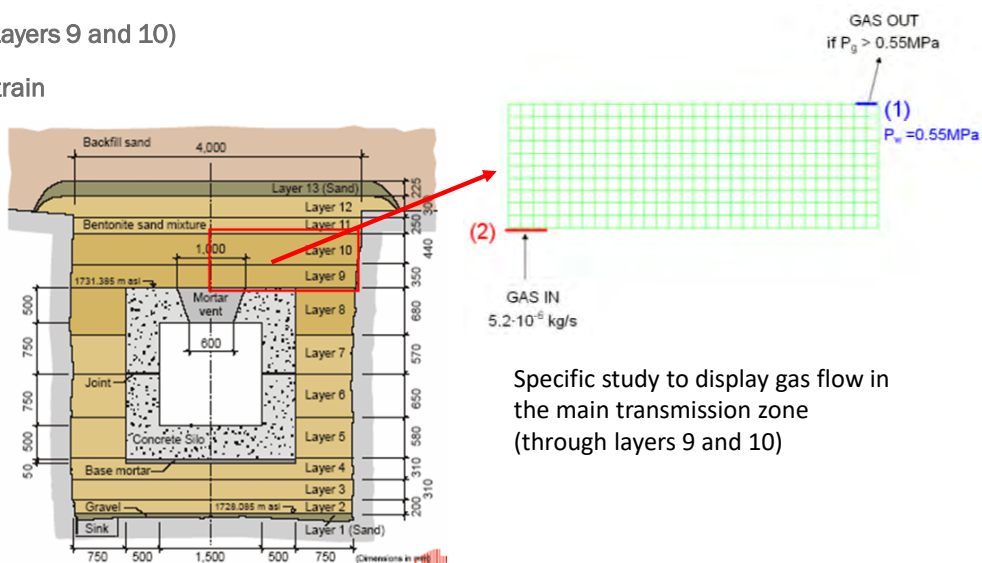 ayers 9 and 10)
train
Backfill sand
4,000
Layer 13 (Sand)
Layer 12
Bentonite sand mixture
Layer 11
1,000
Layer 10
Layer 9
1731.385 m asl
Mortar
vent
Layer 8
600
Layer 7
Joint
Layer 6
Concrete Silo
Layer 5
Base mortar
Layer 4
Layer 3
Gravel
1728.085 m asl
Layer 2
Sink
Layer 1 (Sand)
500
750
750
500
50
225
250
440
350
680
570
650
580
310
310
200
750 500 1,500 500 750
(Dimensions in mm)
GAS OUT
if Pg > 0.55MPa
(1)
Pw =0.55MPa
(2)
GAS IN
5.2·10⁻⁶ kg/s
Specific study to display gas flow in
the main transmission zone
(through layers 9 and 10)